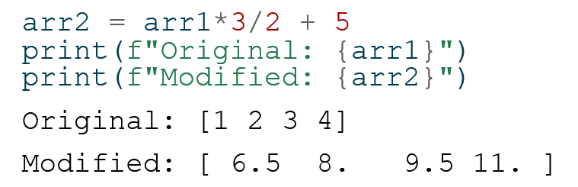 arr2 = arr1*3/2 + 5
print(f"Original: {arr1}")
print(f"Modified: {arr2}")
Original: [1 2 3 4]
Modified: [ 6.5  8.   9.5 11. ]